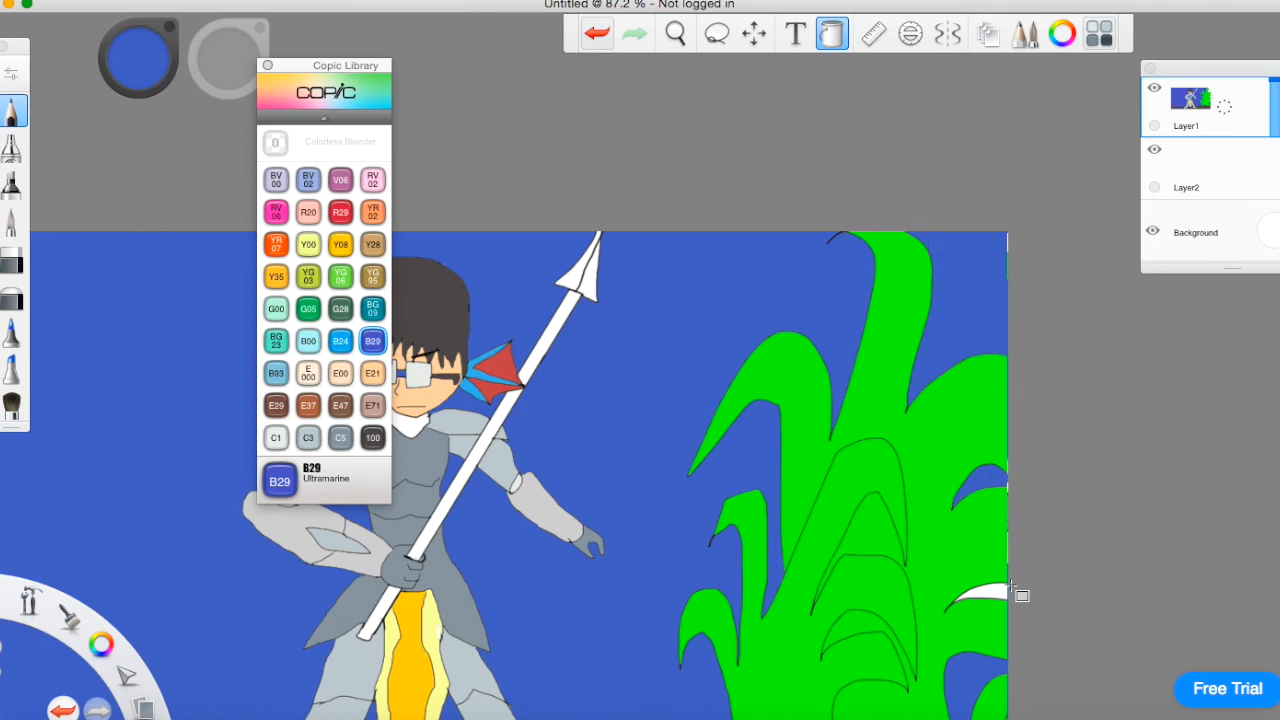 Untitled @ 87.2 % - Not logged in
T
Copic Library
COPIC
0 Colorless Blender
BV 00 BV 02 V06 RV 02
RV 06 R20 R29 YR 02
YR 07 Y00 Y08 Y28
Y35 YG 03 YG 06 YG 95
G00 G05 G28 BG 09
BG 23 B00 B24 B29
B93 E 000 E00 E21
E29 E37 E47 E71
C1 C3 C5 100
B29 B29
Ultramarine
Layer1
Layer2
Background
Free Trial